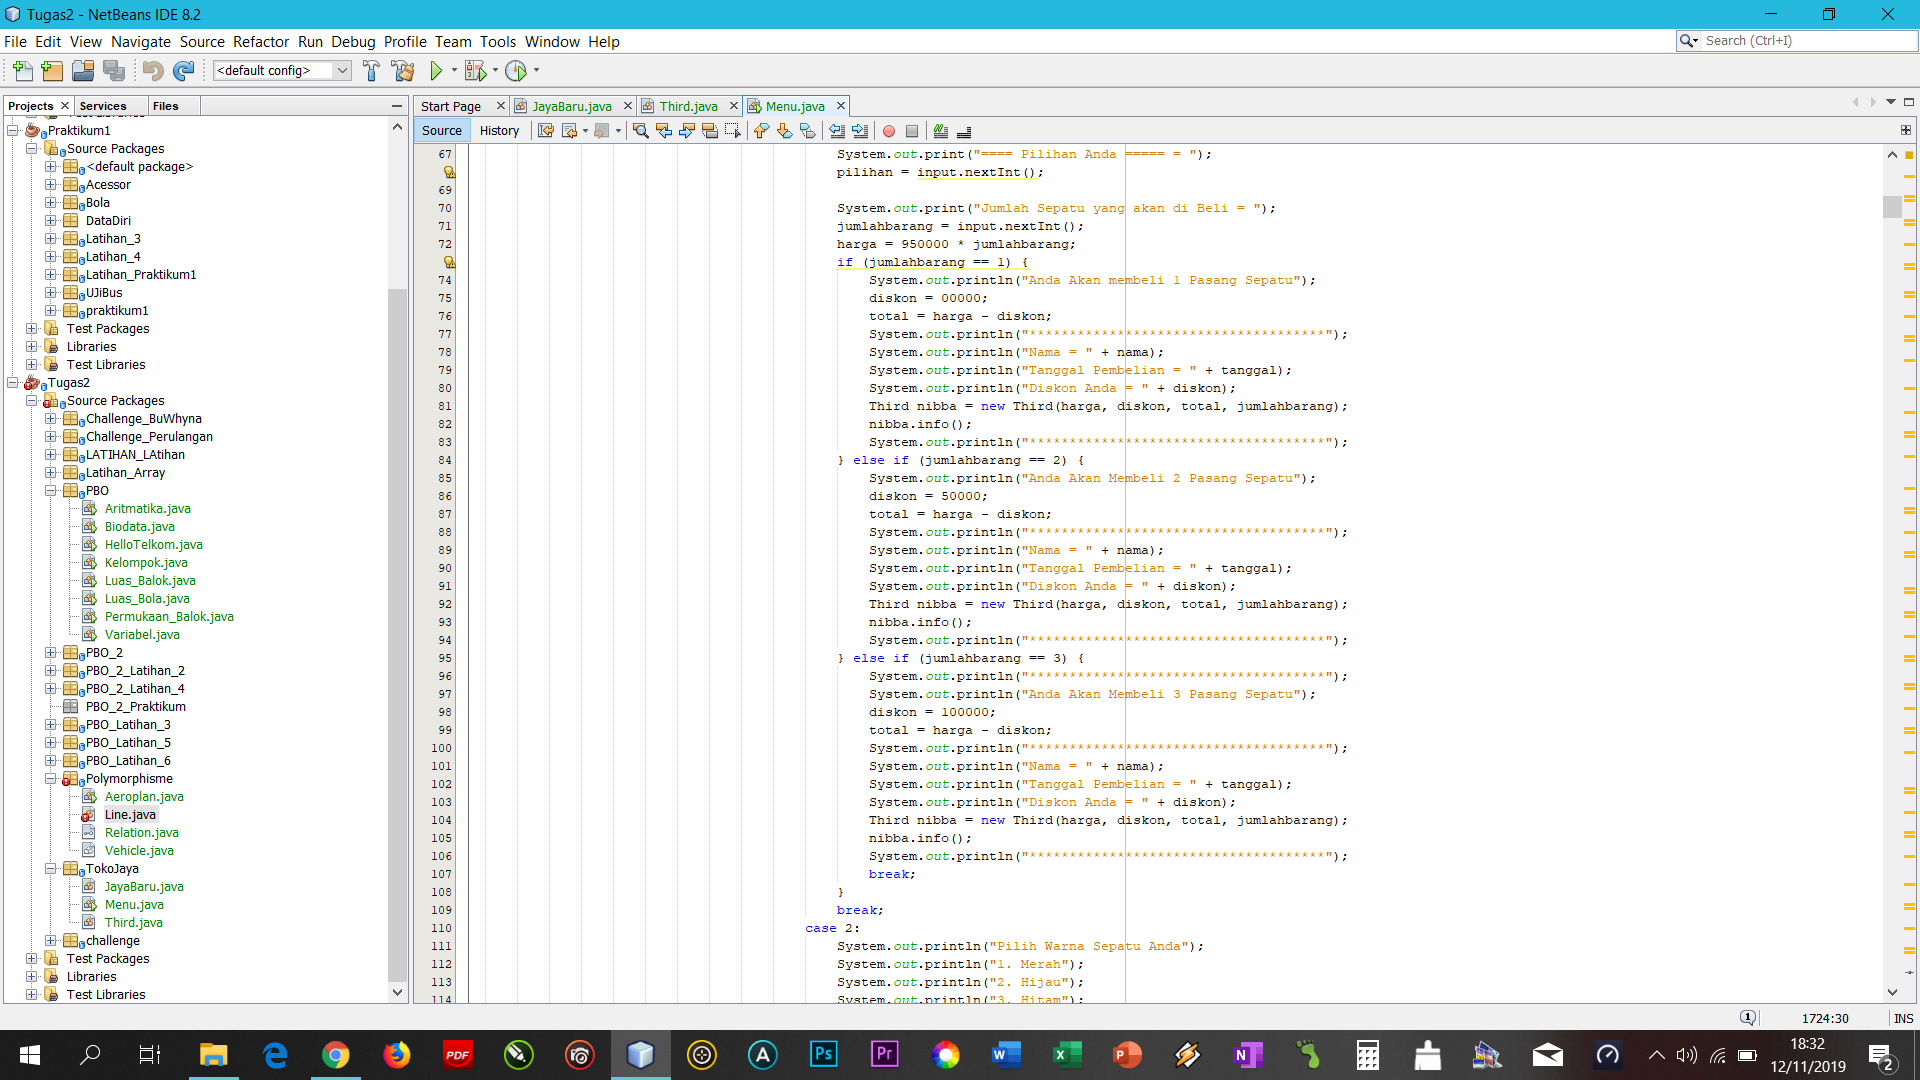 Tugas2 - NetBeans IDE 8.2
File Edit View Navigate Source Refactor Run Debug Profile Team Tools Window Help
Search (Ctrl+I)
<default config>
Projects Services Files
Test Libraries
Praktikum1
Source Packages
<default package>
Acessor
Bola
DataDiri
Latihan_3
Latihan_4
Latihan_Praktikum1
UJiBus
praktikum1
Test Packages
Libraries
Test Libraries
Tugas2
Source Packages
Challenge_BuWhyna
Challenge_Perulangan
LATIHAN_LAtihan
Latihan_Array
PBO
Aritmatika.java
Biodata.java
HelloTelkom.java
Kelompok.java
Luas_Balok.java
Luas_Bola.java
Permukaan_Balok.java
Variabel.java
PBO_2
PBO_2_Latihan_2
PBO_2_Latihan_4
PBO_2_Praktikum
PBO_Latihan_3
PBO_Latihan_5
PBO_Latihan_6
Polymorphisme
Aeroplan.java
Line.java
Relation.java
Vehicle.java
TokoJaya
JayaBaru.java
Menu.java
Third.java
challenge
Test Packages
Libraries
Test Libraries
Start Page JayaBaru.java Third.java Menu.java
Source History
67 System.out.print("==== Pilihan Anda ===== = ");
pilihan = input.nextInt();
69
70 System.out.print("Jumlah Sepatu yang akan di Beli = ");
71 jumlahbarang = input.nextInt();
72 harga = 950000 * jumlahbarang;
if (jumlahbarang == 1) {
74 System.out.println("Anda Akan membeli 1 Pasang Sepatu");
75 diskon = 00000;
76 total = harga - diskon;
77 System.out.println("*************************************");
78 System.out.println("Nama = " + nama);
79 System.out.println("Tanggal Pembelian = " + tanggal);
80 System.out.println("Diskon Anda = " + diskon);
81 Third nibba = new Third(harga, diskon, total, jumlahbarang);
82 nibba.info();
83 System.out.println("*************************************");
84 } else if (jumlahbarang == 2) {
85 System.out.println("Anda Akan Membeli 2 Pasang Sepatu");
86 diskon = 50000;
87 total = harga - diskon;
88 System.out.println("*************************************");
89 System.out.println("Nama = " + nama);
90 System.out.println("Tanggal Pembelian = " + tanggal);
91 System.out.println("Diskon Anda = " + diskon);
92 Third nibba = new Third(harga, diskon, total, jumlahbarang);
93 nibba.info();
94 System.out.println("*************************************");
95 } else if (jumlahbarang == 3) {
96 System.out.println("*************************************");
97 System.out.println("Anda Akan Membeli 3 Pasang Sepatu");
98 diskon = 100000;
99 total = harga - diskon;
100 System.out.println("*************************************");
101 System.out.println("Nama = " + nama);
102 System.out.println("Tanggal Pembelian = " + tanggal);
103 System.out.println("Diskon Anda = " + diskon);
104 Third nibba = new Third(harga, diskon, total, jumlahbarang);
105 nibba.info();
106 System.out.println("*************************************");
107 break;
108 }
109 break;
110 case 2:
111 System.out.println("Pilih Warna Sepatu Anda");
112 System.out.println("1. Merah");
113 System.out.println("2. Hijau");
114 System.out.println("3. Hitam");
1724:30 INS
PDF Ps Pr
18:32
12/11/2019
2